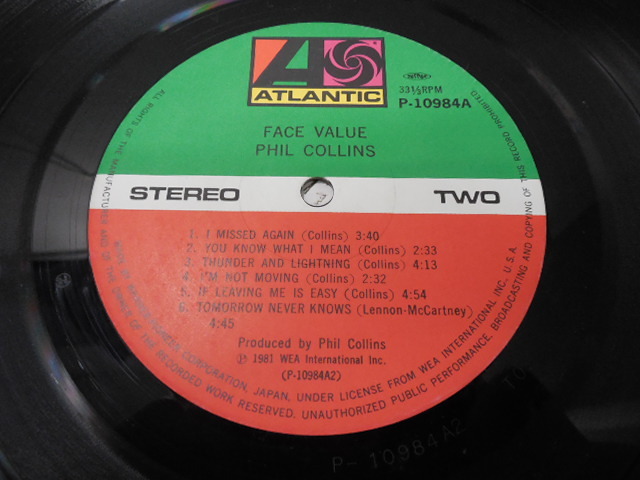 ATLANTIC
33⅓RPM
P-10984A
FACE VALUE
PHIL COLLINS
STEREO
TWO
1. I MISSED AGAIN (Collins) 3:40
2. YOU KNOW WHAT I MEAN (Collins) 2:33
3. THUNDER AND LIGHTNING (Collins) 4:13
4. I'M NOT MOVING (Collins) 2:32
5. IF LEAVING ME IS EASY (Collins) 4:54
6. TOMORROW NEVER KNOWS (Lennon-McCartney)
4:45
Produced by Phil Collins
℗ 1981 WEA International Inc.
(P-10984A2)
ALL RIGHTS OF THE MANUFACTURER AND OF THE OWNER OF THE RECORDED WORK RESERVED. UNAUTHORIZED PUBLIC PERFORMANCE, BROADCASTING AND COPYING OF THIS RECORD PROHIBITED.
CORPORATION, JAPAN, UNDER LICENSE FROM WEA INTERNATIONAL INC., U.S.A.
P-10984A2